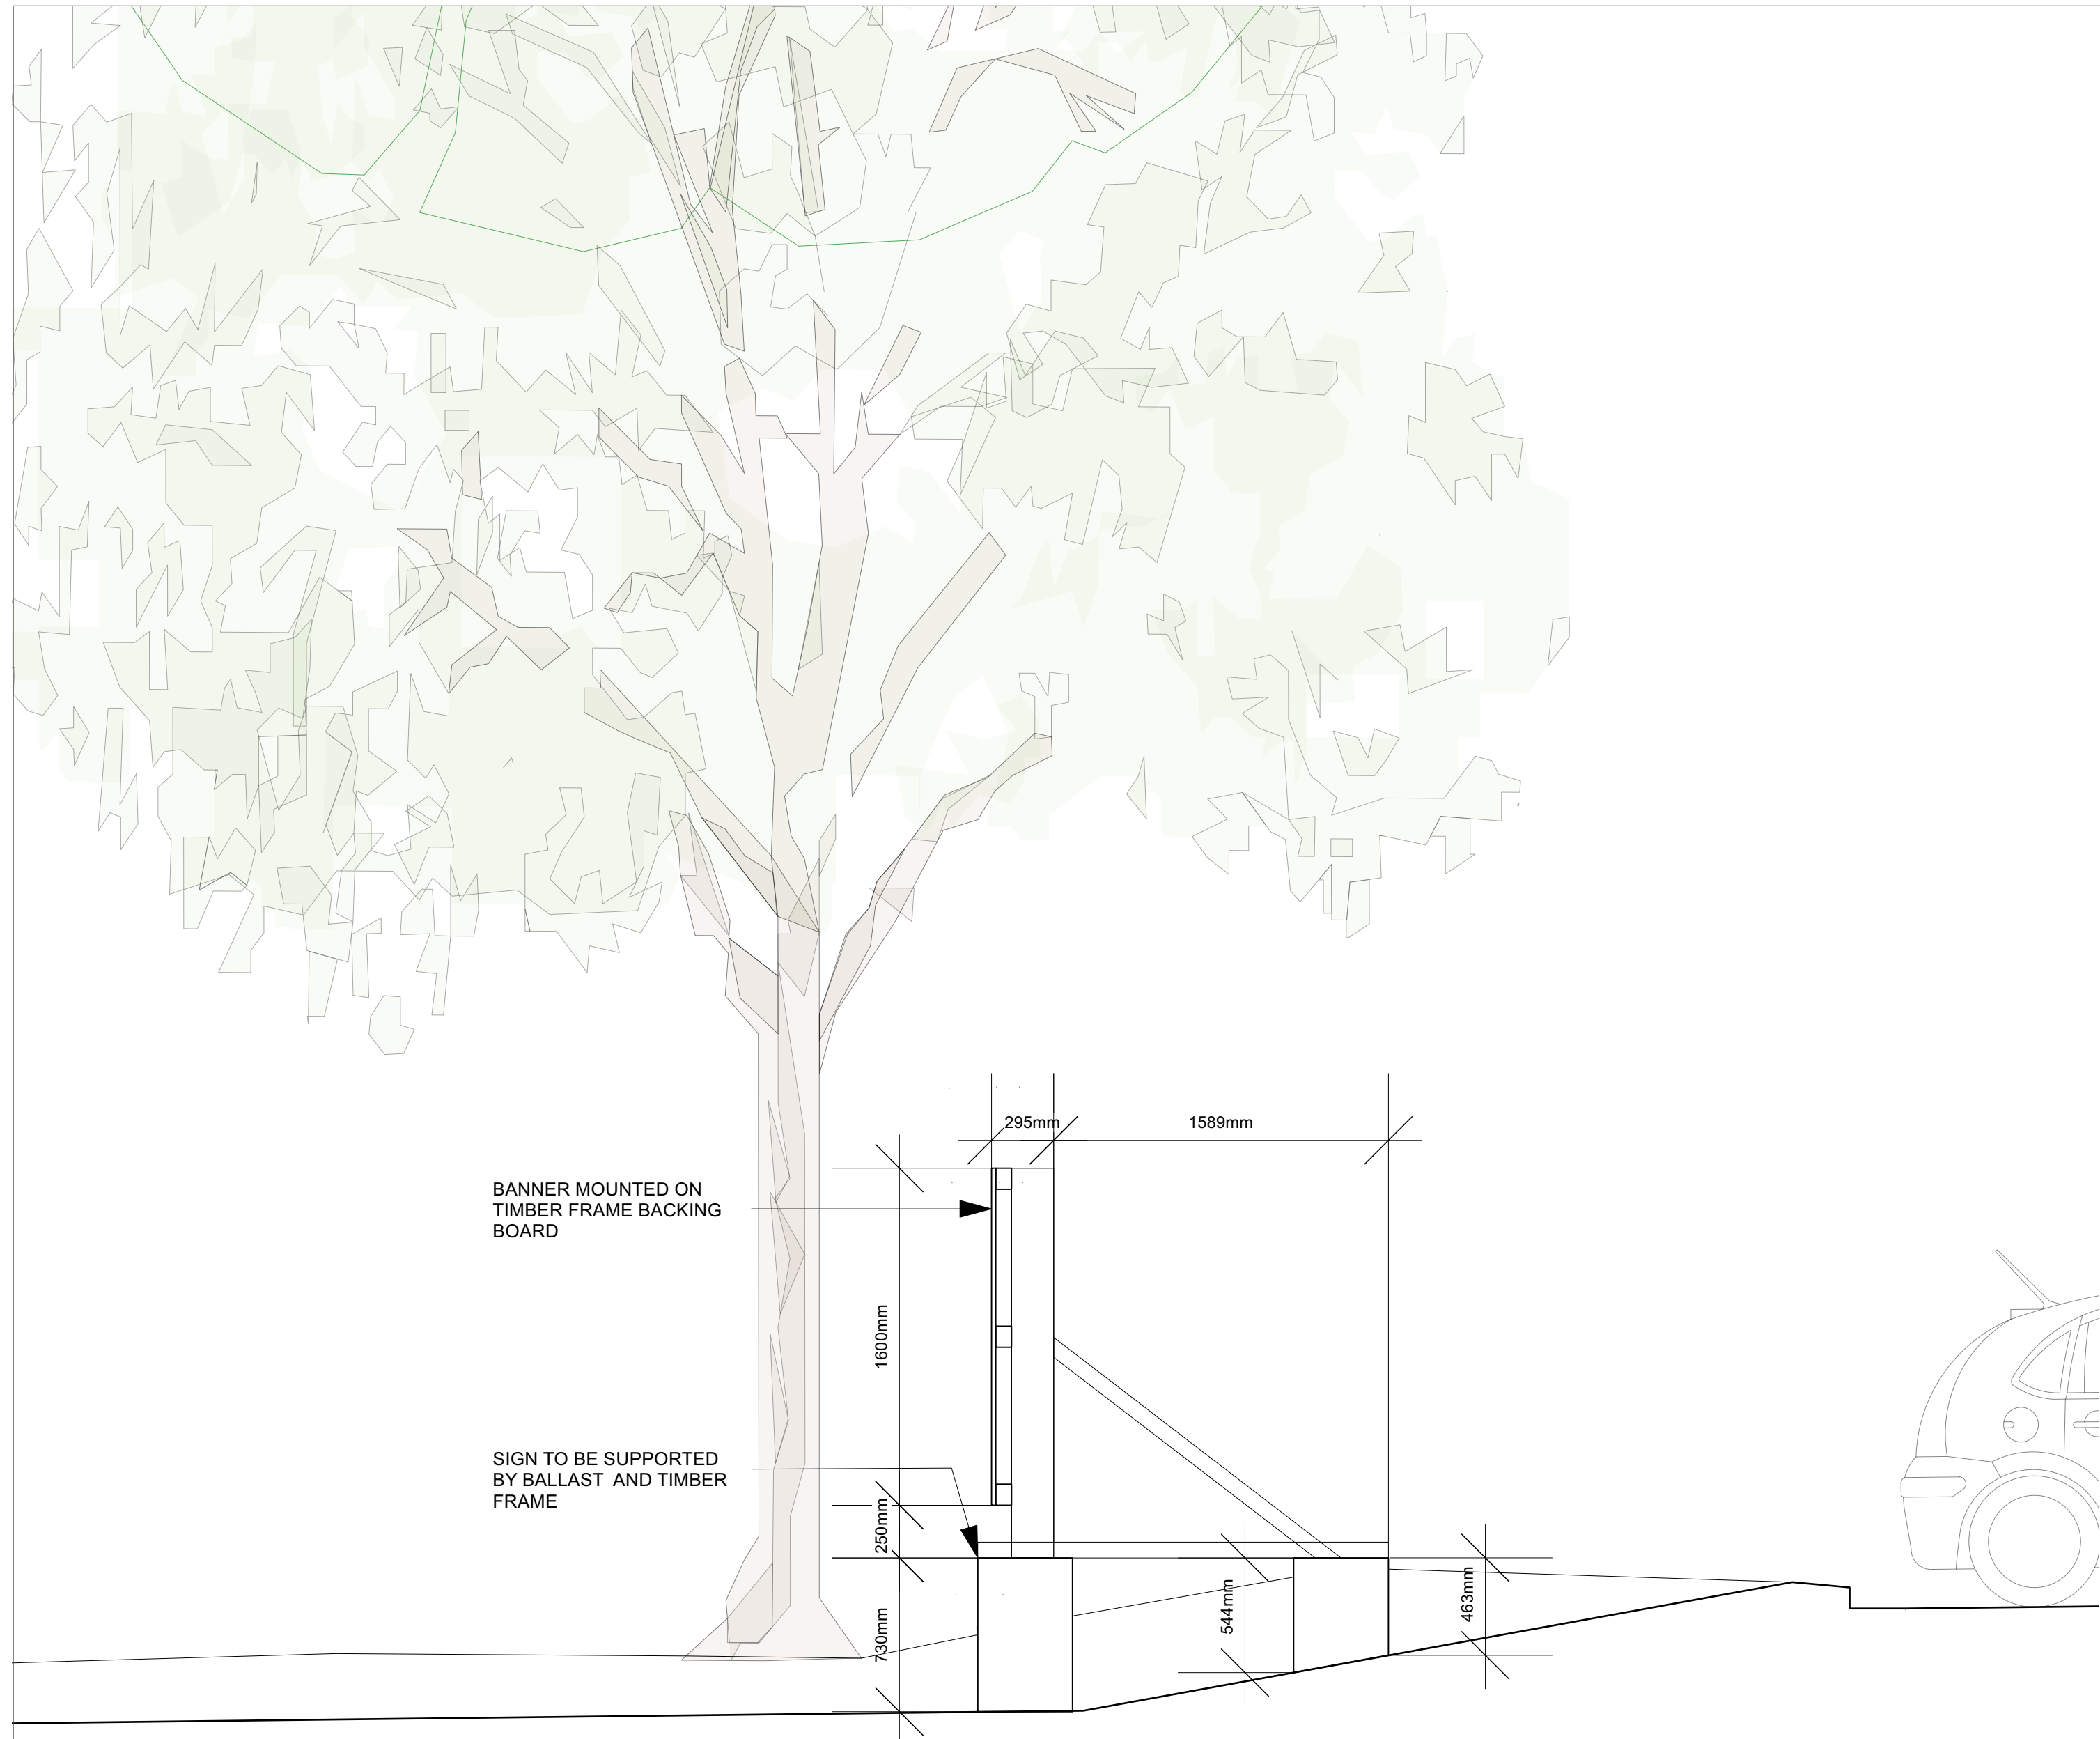 295mm
1589mm
BANNER MOUNTED ON
TIMBER FRAME BACKING
BOARD
1600mm
SIGN TO BE SUPPORTED
BY BALLAST  AND TIMBER
FRAME
250mm
730mm
544mm
463mm